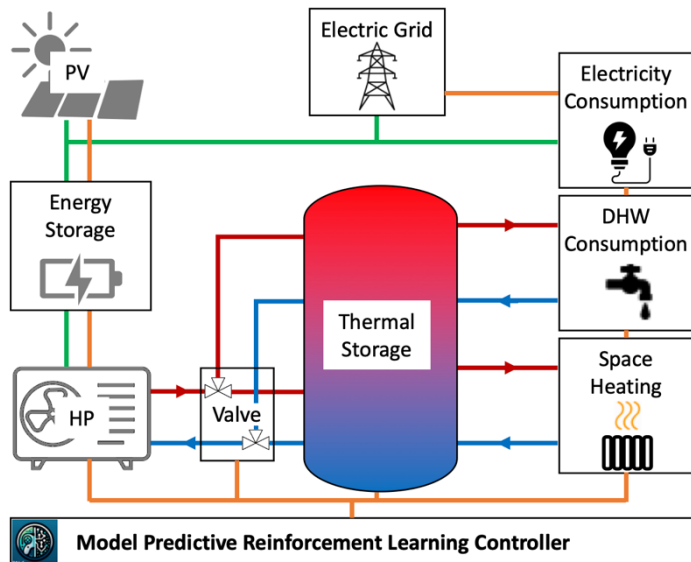 Electric Grid
PV
Electricity
Consumption
Energy
Storage
DHW
Consumption
Thermal
Storage
Space
Heating
HP
Valve
Model Predictive Reinforcement Learning Controller